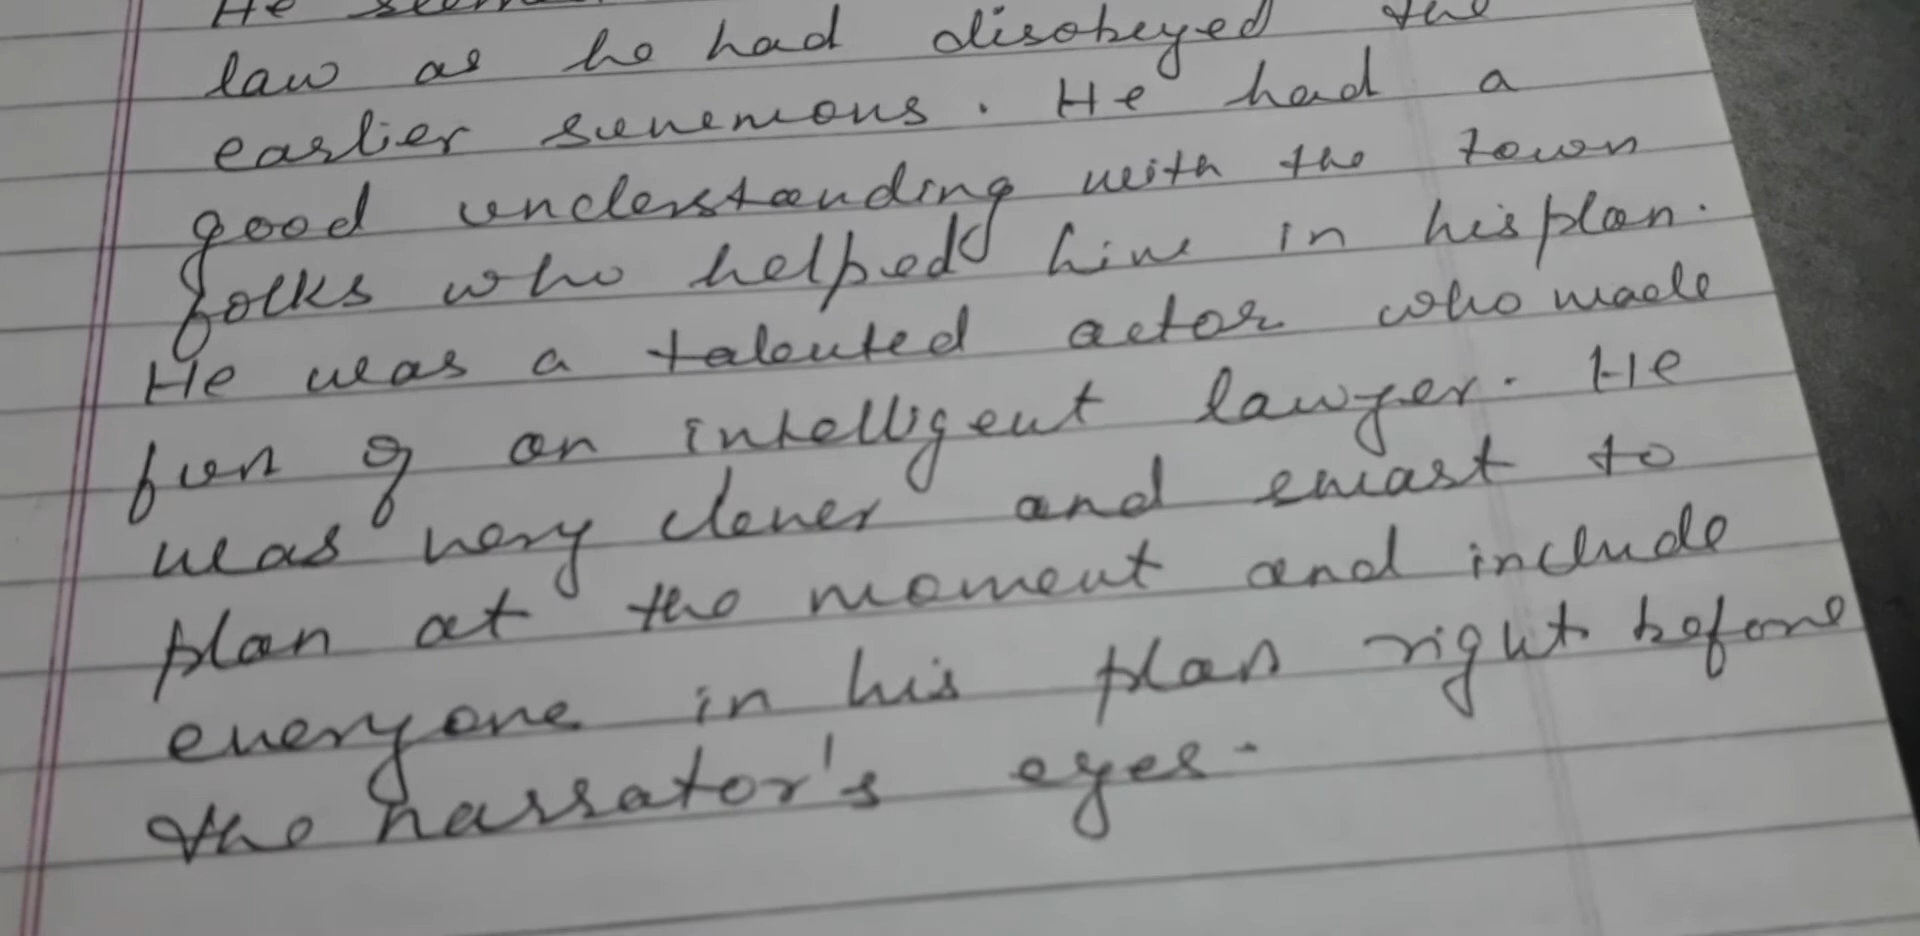 He
law as he had disobeyed the
earlier summons. He had a
good understanding with the town
folks who helped him in his plan.
He was a talented actor who made
fun of an intelligent lawyer. He
was very clever and smart to
plan at the moment and include
everyone in his plan right before
the narrator's eyes.